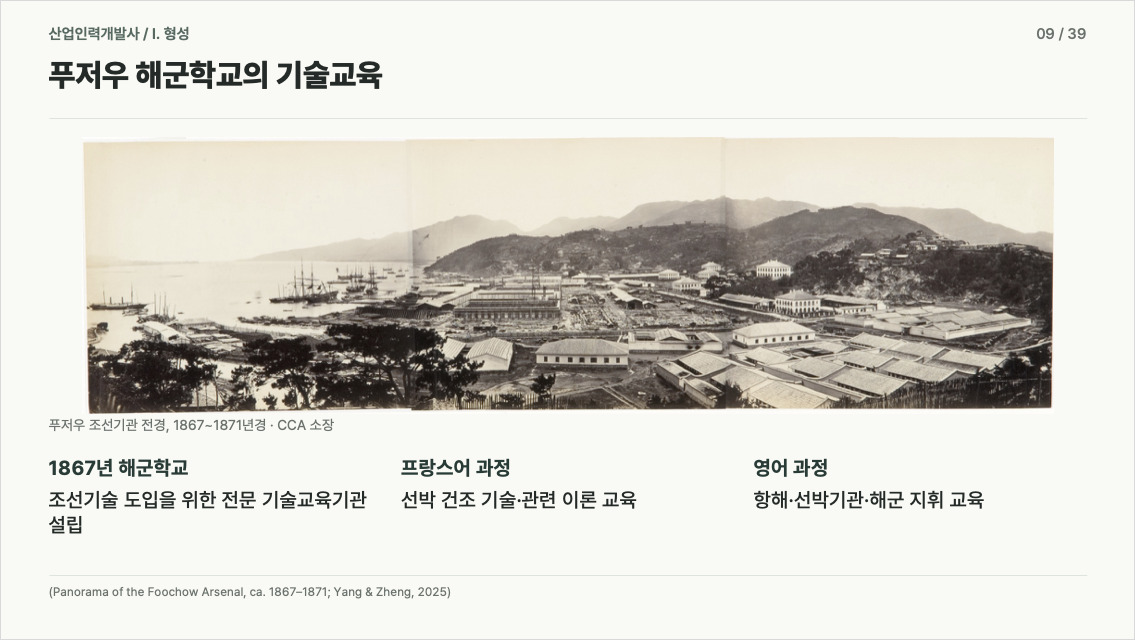 산업인력개발사 / I. 형성
09 / 39
푸저우 해군학교의 기술교육
푸저우 조선기관 전경, 1867~1871년경 · CCA 소장
1867년 해군학교
조선기술 도입을 위한 전문 기술교육기관
설립
프랑스어 과정
선박 건조 기술·관련 이론 교육
영어 과정
항해·선박기관·해군 지휘 교육
(Panorama of the Foochow Arsenal, ca. 1867–1871; Yang & Zheng, 2025)